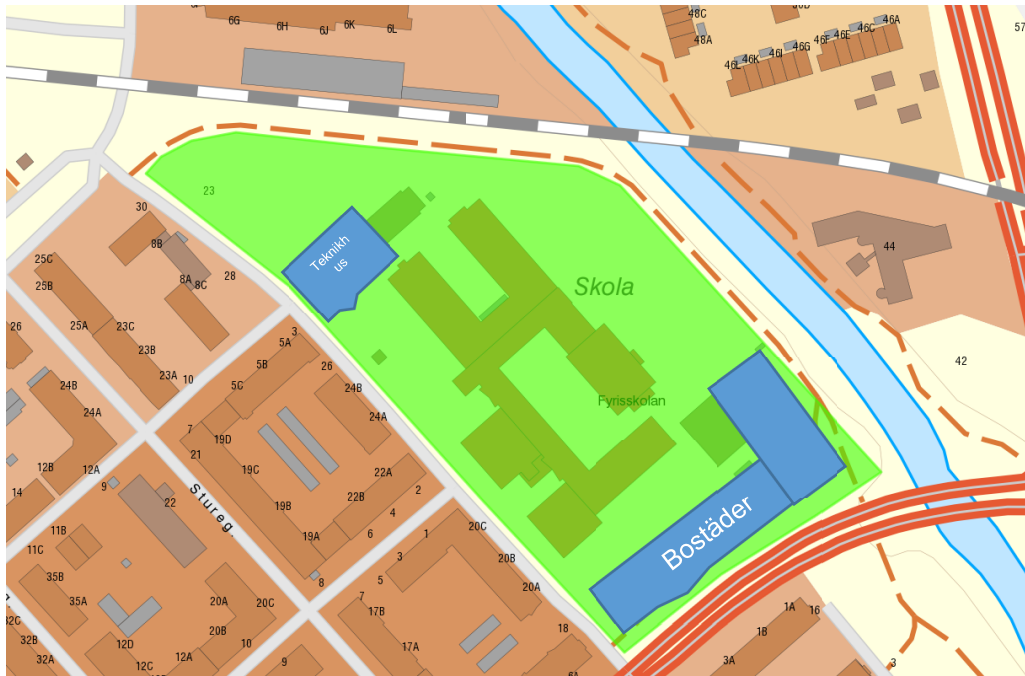 6G
6H
6J
6K
6L
48C
48A
46A
46C
46E
46F
46G
46I
46K
46L
57
23
30
8B
8A
8C
28
25C
25B
25A
23C
23B
23A
10
26
24B
24A
12B
12A
14
Teknikh
us
Skola
Fyrisskolan
Bostäder
44
42
3
5A
5B
5C
26
24B
24A
7
21
19D
19C
19B
19A
22A
22B
2
4
6
8
Stureg.
9
22
11B
11C
35B
35A
32C
32B
32A
20A
20C
20B
12D
12C
12A
10
9
1
3
5
7
17B
17A
20C
20B
20A
18
6A
1A
16
1B
3A
3